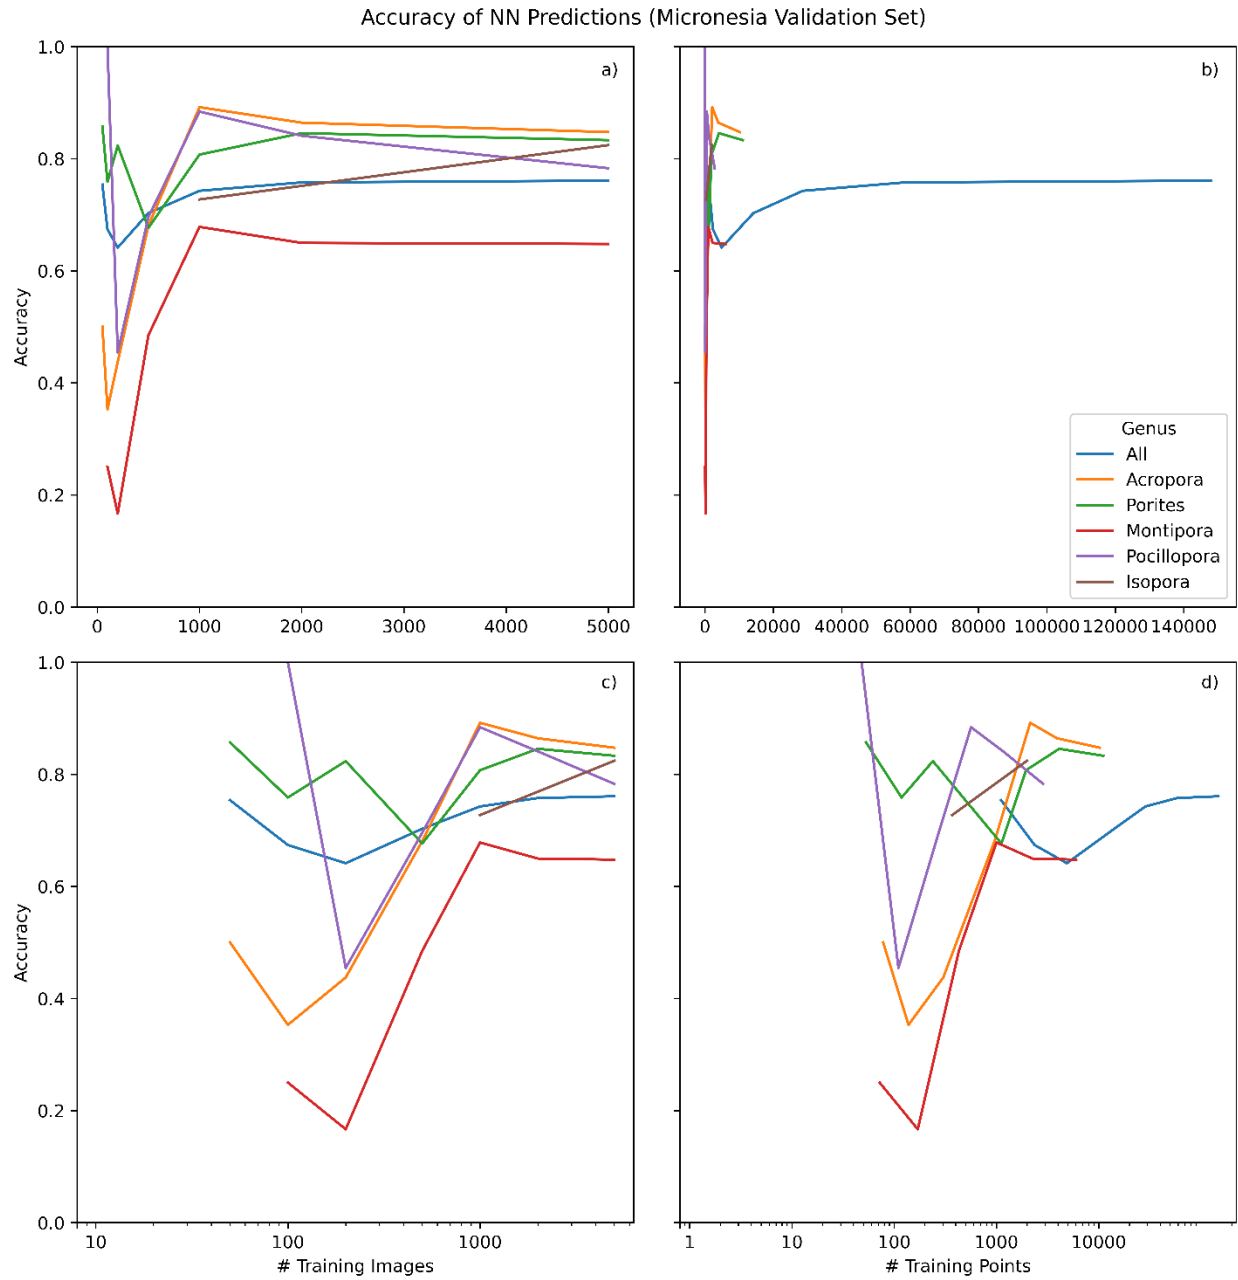 Accuracy of NN Predictions (Micronesia Validation Set)
1.0
0.8
0.6
0.4
0.2
0.0
Accuracy
a)
0 1000 2000 3000 4000 5000
b)
Genus
All
Acropora
Porites
Montipora
Pocillopora
Isopora
0 20000 40000 60000 80000 100000 120000 140000
1.0
0.8
0.6
0.4
0.2
0.0
Accuracy
c)
10 100 1000
# Training Images
d)
1 10 100 1000 10000
# Training Points